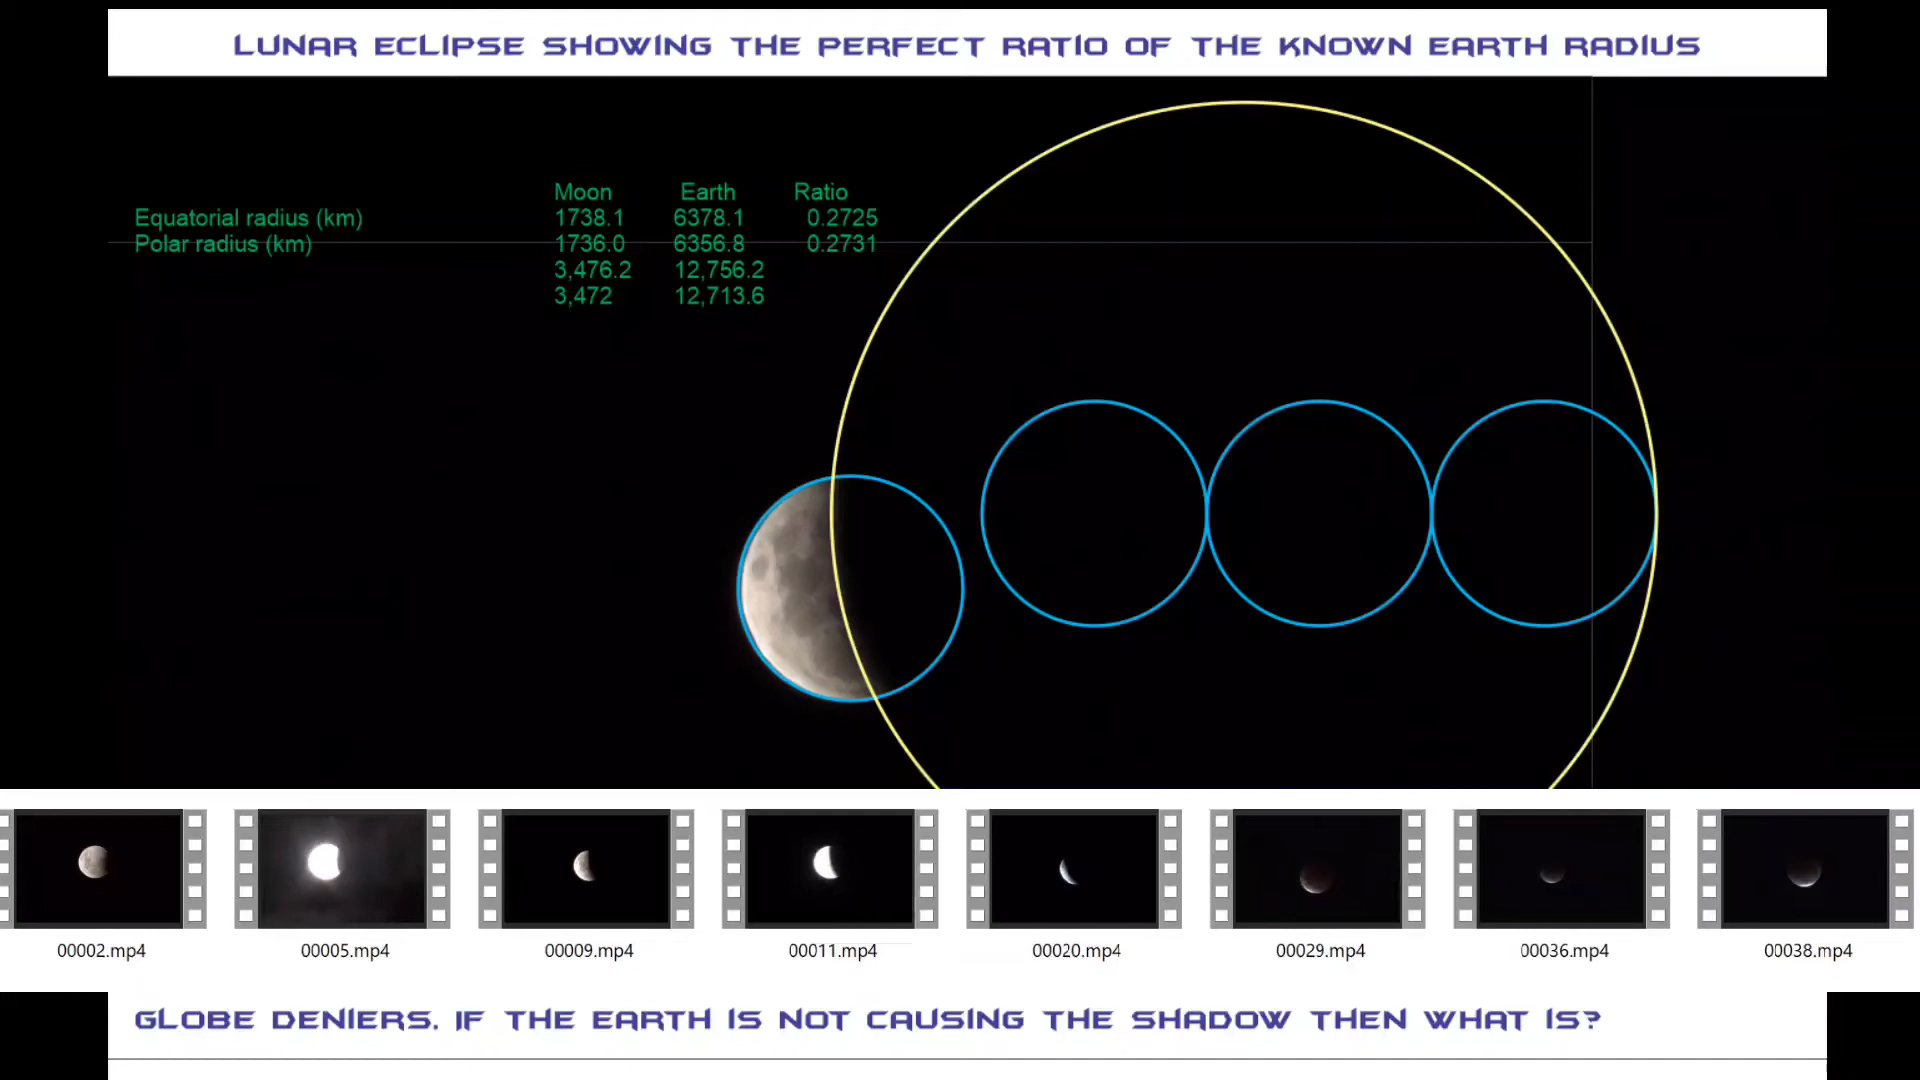 LUNAR ECLIPSE SHOWING THE PERFECT RATIO OF THE KNOWN EARTH RADIUS
Moon Earth Ratio
Equatorial radius (km) 1738.1 6378.1 0.2725
Polar radius (km) 1736.0 6356.8 0.2731
3,476.2 12,756.2
3,472 12,713.6
00002.mp4 00005.mp4 00009.mp4 00011.mp4 00020.mp4 00029.mp4 00036.mp4 00038.mp4
GLOBE DENIERS. IF THE EARTH IS NOT CAUSING THE SHADOW THEN WHAT IS?